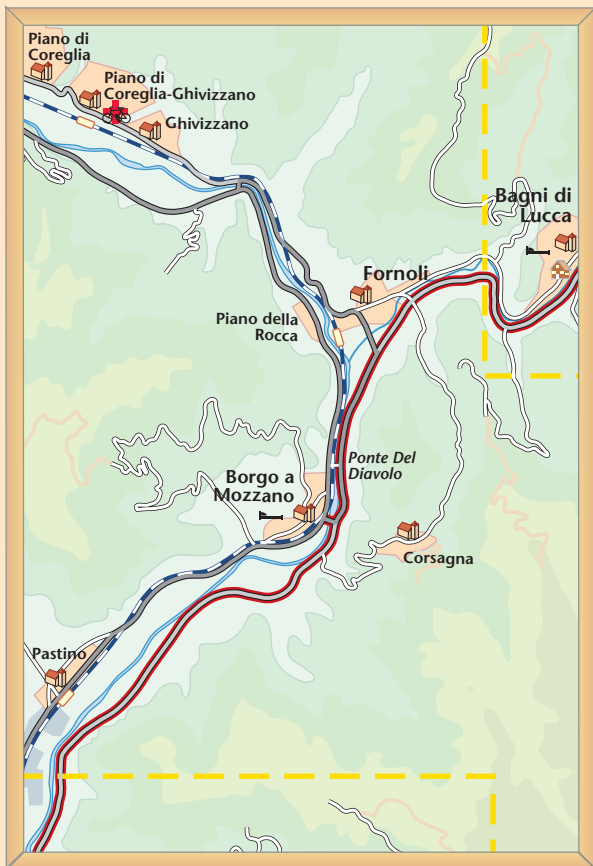 Piano di
Coreglia
Piano di
Coreglia-Ghivizzano
Ghivizzano
Bagni di
Lucca
Fornoli
Piano della
Rocca
Ponte Del
Diavolo
Borgo a
Mozzano
Corsagna
Pastino